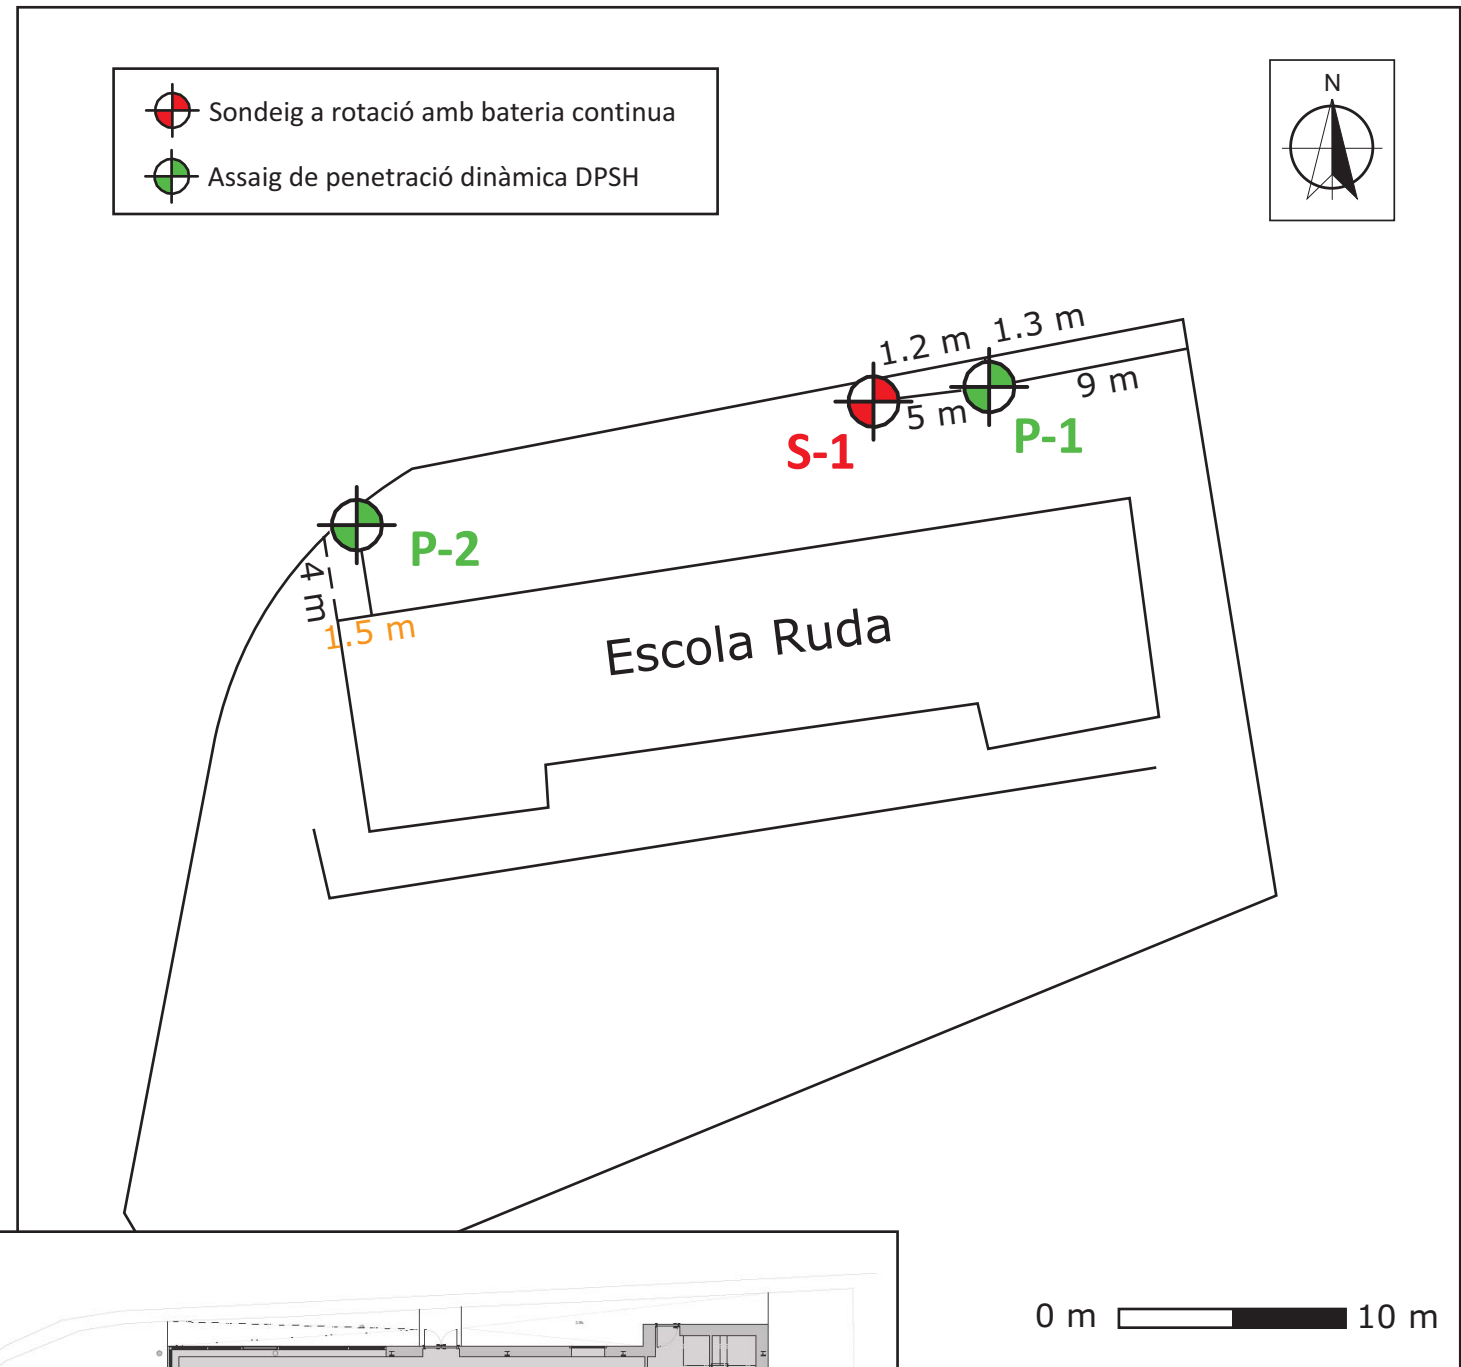 Sondeig a rotació amb bateria continua
Assaig de penetració dinàmica DPSH
N
1.2 m
1.3 m
5 m
9 m
S-1
P-1
P-2
4 m
1.5 m
Escola Ruda
0 m
10 m